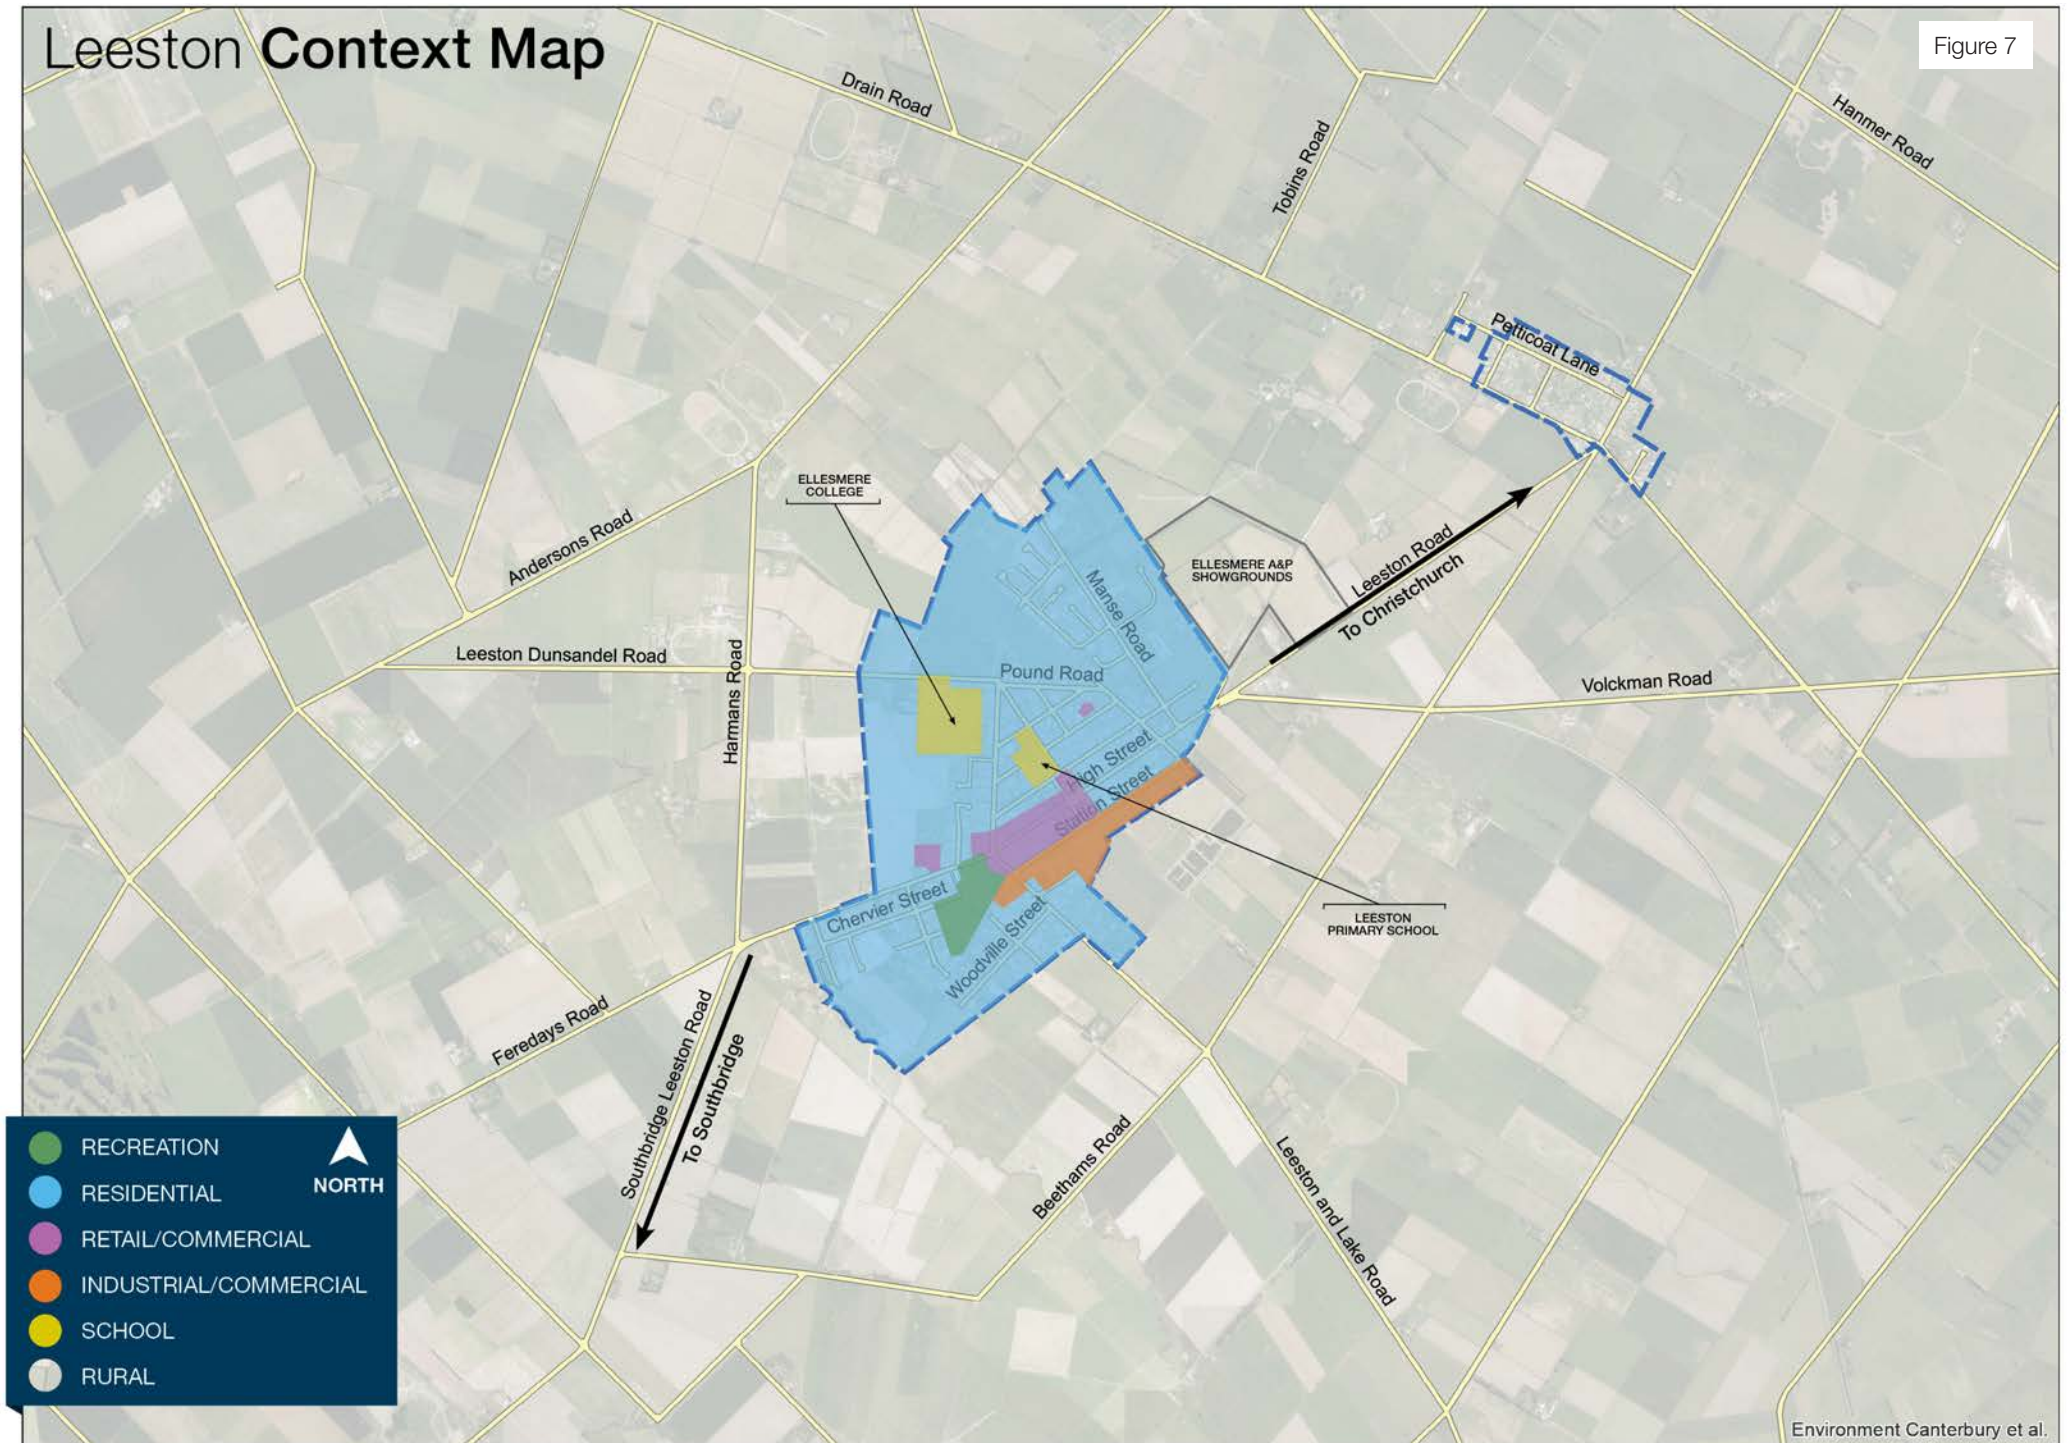 Leeston Context Map
Figure 7
Drain Road
Hanmer Road
Tobins Road
Petticoat Lane
ELLESMERE
COLLEGE
Andersons Road
ELLESMERE A&P
SHOWGROUNDS
Leeston Road
To Christchurch
Manse Road
Leeston Dunsandel Road
Harmans Road
Pound Road
Volckman Road
High Street
Station Street
Chervier Street
Woodville Street
LEESTON
PRIMARY SCHOOL
Feredays Road
Southbridge Leeston Road
To Southbridge
Beethams Road
Leeston and Lake Road
RECREATION
RESIDENTIAL
RETAIL/COMMERCIAL
INDUSTRIAL/COMMERCIAL
SCHOOL
RURAL
NORTH
Environment Canterbury et al.